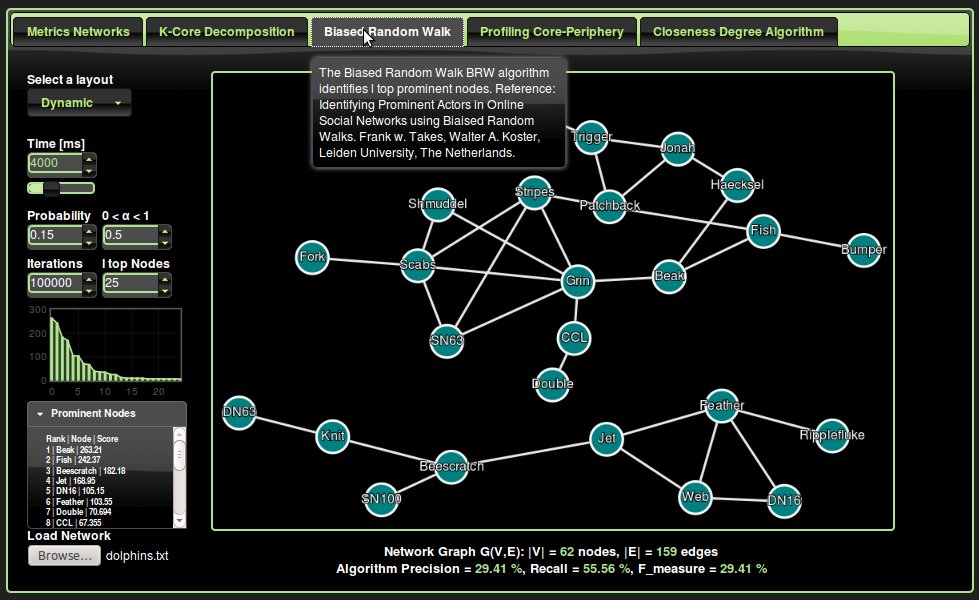 Metrics Networks K-Core Decomposition Biased Random Walk Profiling Core-Periphery Closeness Degree Algorithm
Select a layout
Dynamic
Time [ms]
4000
Probability 0 < α < 1
0.15 0.5
Iterations l top Nodes
100000 25
300
200
100
0
0 5 10 15 20
Prominent Nodes
Rank | Node | Score
1 | Beak | 263.21
2 | Fish | 242.37
3 | Beescratch | 182.18
4 | Jet | 168.95
5 | DN16 | 105.15
6 | Feather | 103.55
7 | Double | 70.694
8 | CCL | 67.355
Load Network
Browse... dolphins.txt
The Biased Random Walk BRW algorithm
identifies l top prominent nodes. Reference:
Identifying Prominent Actors in Online
Social Networks using Biaised Random
Walks. Frank w. Takes, Walter A. Koster,
Leiden University, The Netherlands.
Trigger
Jonah
Haecksel
Stripes
Shmuddel
Patchback
Fish
Bumper
Fork
Scabs
Grin
Beak
SN63
CCL
Double
DN63
Feather
Knit
Jet
Ripplefluke
Beescratch
SN100
Web
DN16
Network Graph G(V,E): |V| = 62 nodes, |E| = 159 edges
Algorithm Precision = 29.41 %, Recall = 55.56 %, F_measure = 29.41 %